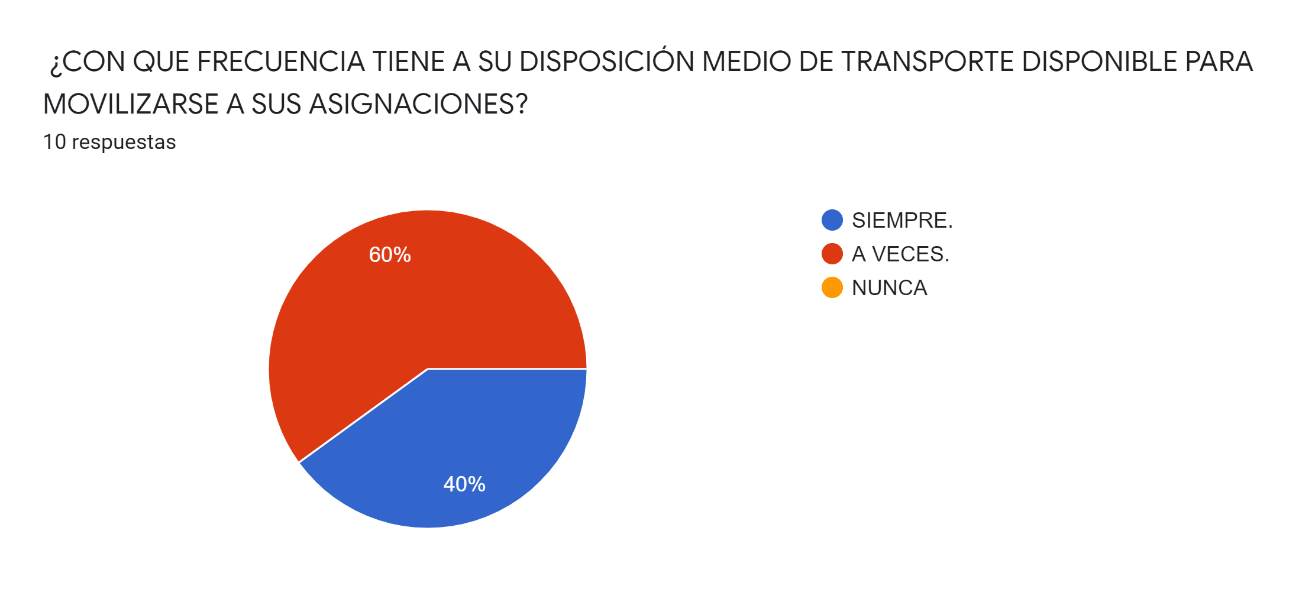 ¿CON QUE FRECUENCIA TIENE A SU DISPOSICIÓN MEDIO DE TRANSPORTE DISPONIBLE PARA
MOVILIZARSE A SUS ASIGNACIONES?
10 respuestas
SIEMPRE.
A VECES.
NUNCA
60%
40%